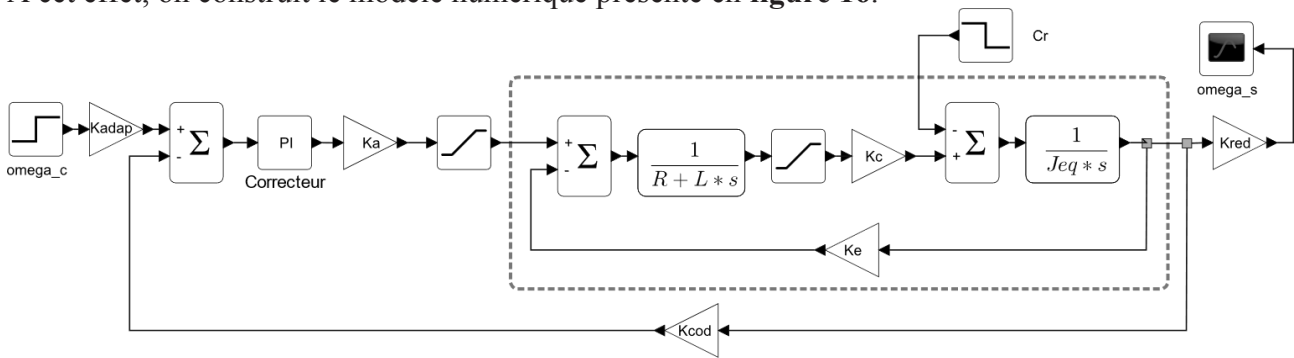 A cet effet, on construit le modèle numérique présenté en figure 16.
Cr
omega_s
Kadap
+
-
Σ
PI
Ka
+
-
Σ
1
R + L * s
Kc
-
+
Σ
1
Jeq * s
Kred
omega_c
Correcteur
Ke
Kcod